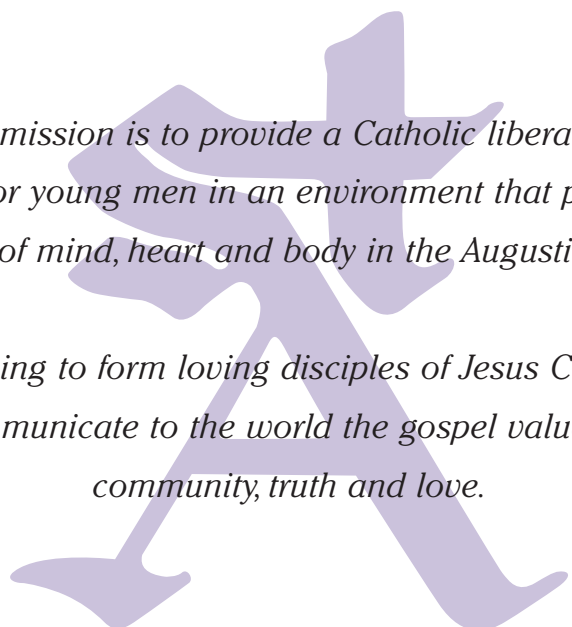 mission is to provide a Catholic libera
or young men in an environment that p
of mind, heart and body in the Augusti
ing to form loving disciples of Jesus C
municate to the world the gospel valu
community, truth and love.